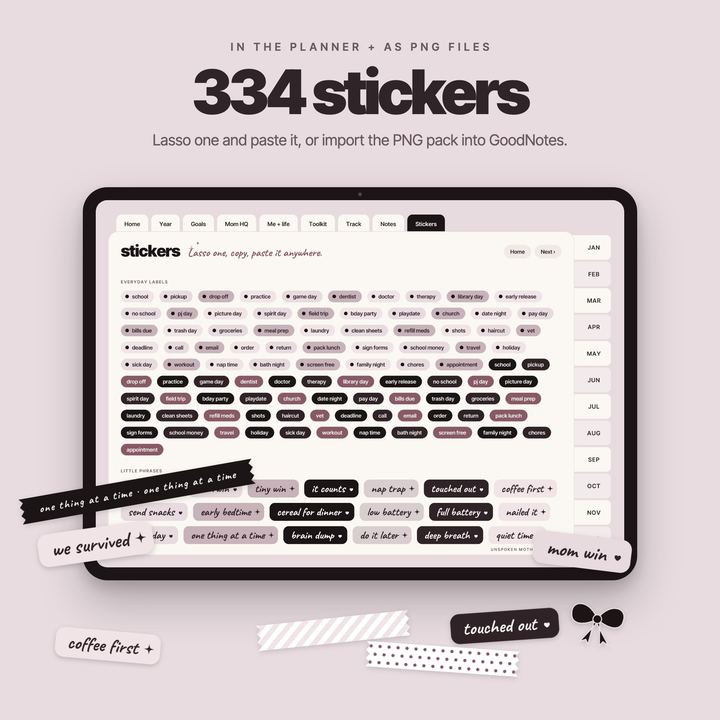 IN THE PLANNER + AS PNG FILES
334 stickers
Lasso one and paste it, or import the PNG pack into GoodNotes.
Home Year Goals Mom HQ Me + life Toolkit Track Notes Stickers
stickers Lasso one, copy, paste it anywhere. Home Next ›
JAN
FEB
MAR
APR
MAY
JUN
JUL
AUG
SEP
OCT
NOV
EVERYDAY LABELS
school pickup drop off practice game day dentist doctor therapy library day early release
no school pj day picture day spirit day field trip bday party playdate church date night pay day
bills due trash day groceries meal prep laundry clean sheets refill meds shots haircut vet
deadline call email order return pack lunch sign forms school money travel holiday
sick day workout nap time bath night screen free family night chores appointment school pickup
drop off practice game day dentist doctor therapy library day early release no school pj day picture day
spirit day field trip bday party playdate church date night pay day bills due trash day groceries meal prep
laundry clean sheets refill meds shots haircut vet deadline call email order return pack lunch
sign forms school money travel holiday sick day workout nap time bath night screen free family night chores
appointment
LITTLE PHRASES
win tiny win it counts nap trap touched out coffee first
send snacks early bedtime cereal for dinner low battery full battery nailed it
day one thing at a time brain dump do it later deep breath quiet time
UNSPOKEN
one thing at a time · one thing at a time
we survived
mom win
coffee first
touched out